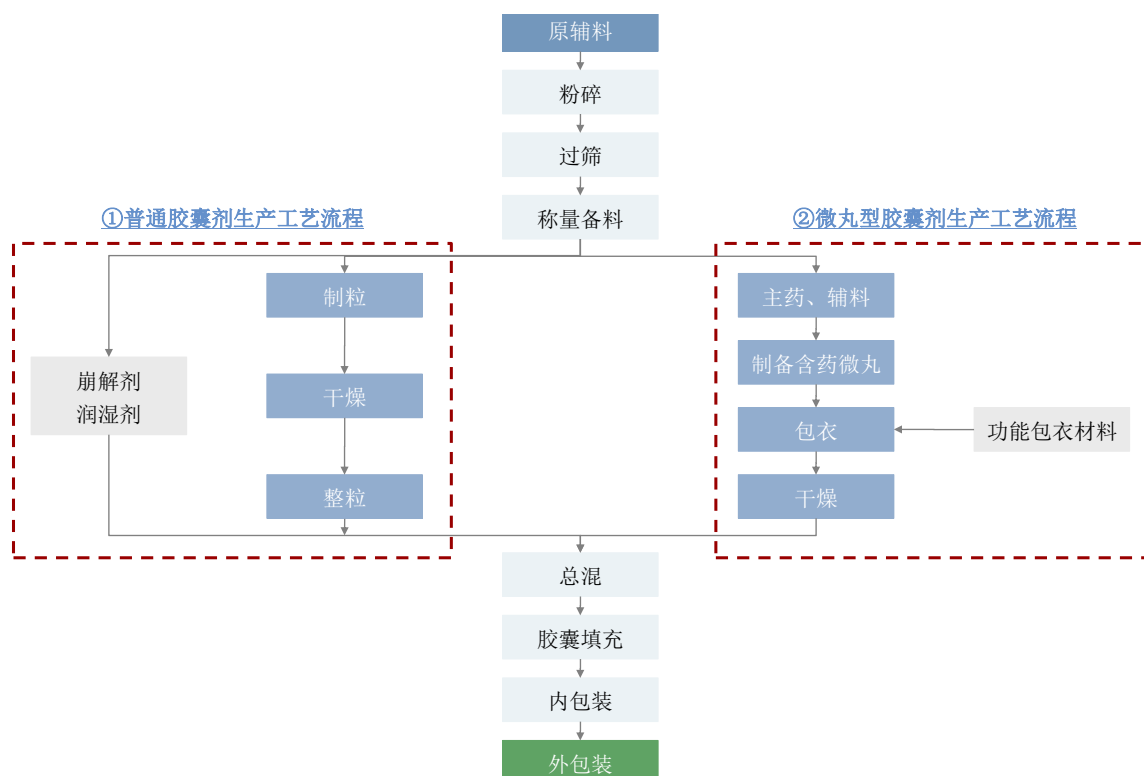 原辅料
粉碎
过筛
称量备料
①普通胶囊剂生产工艺流程
②微丸型胶囊剂生产工艺流程
崩解剂
润湿剂
制粒
干燥
整粒
主药、辅料
制备含药微丸
包衣
功能包衣材料
干燥
总混
胶囊填充
内包装
外包装